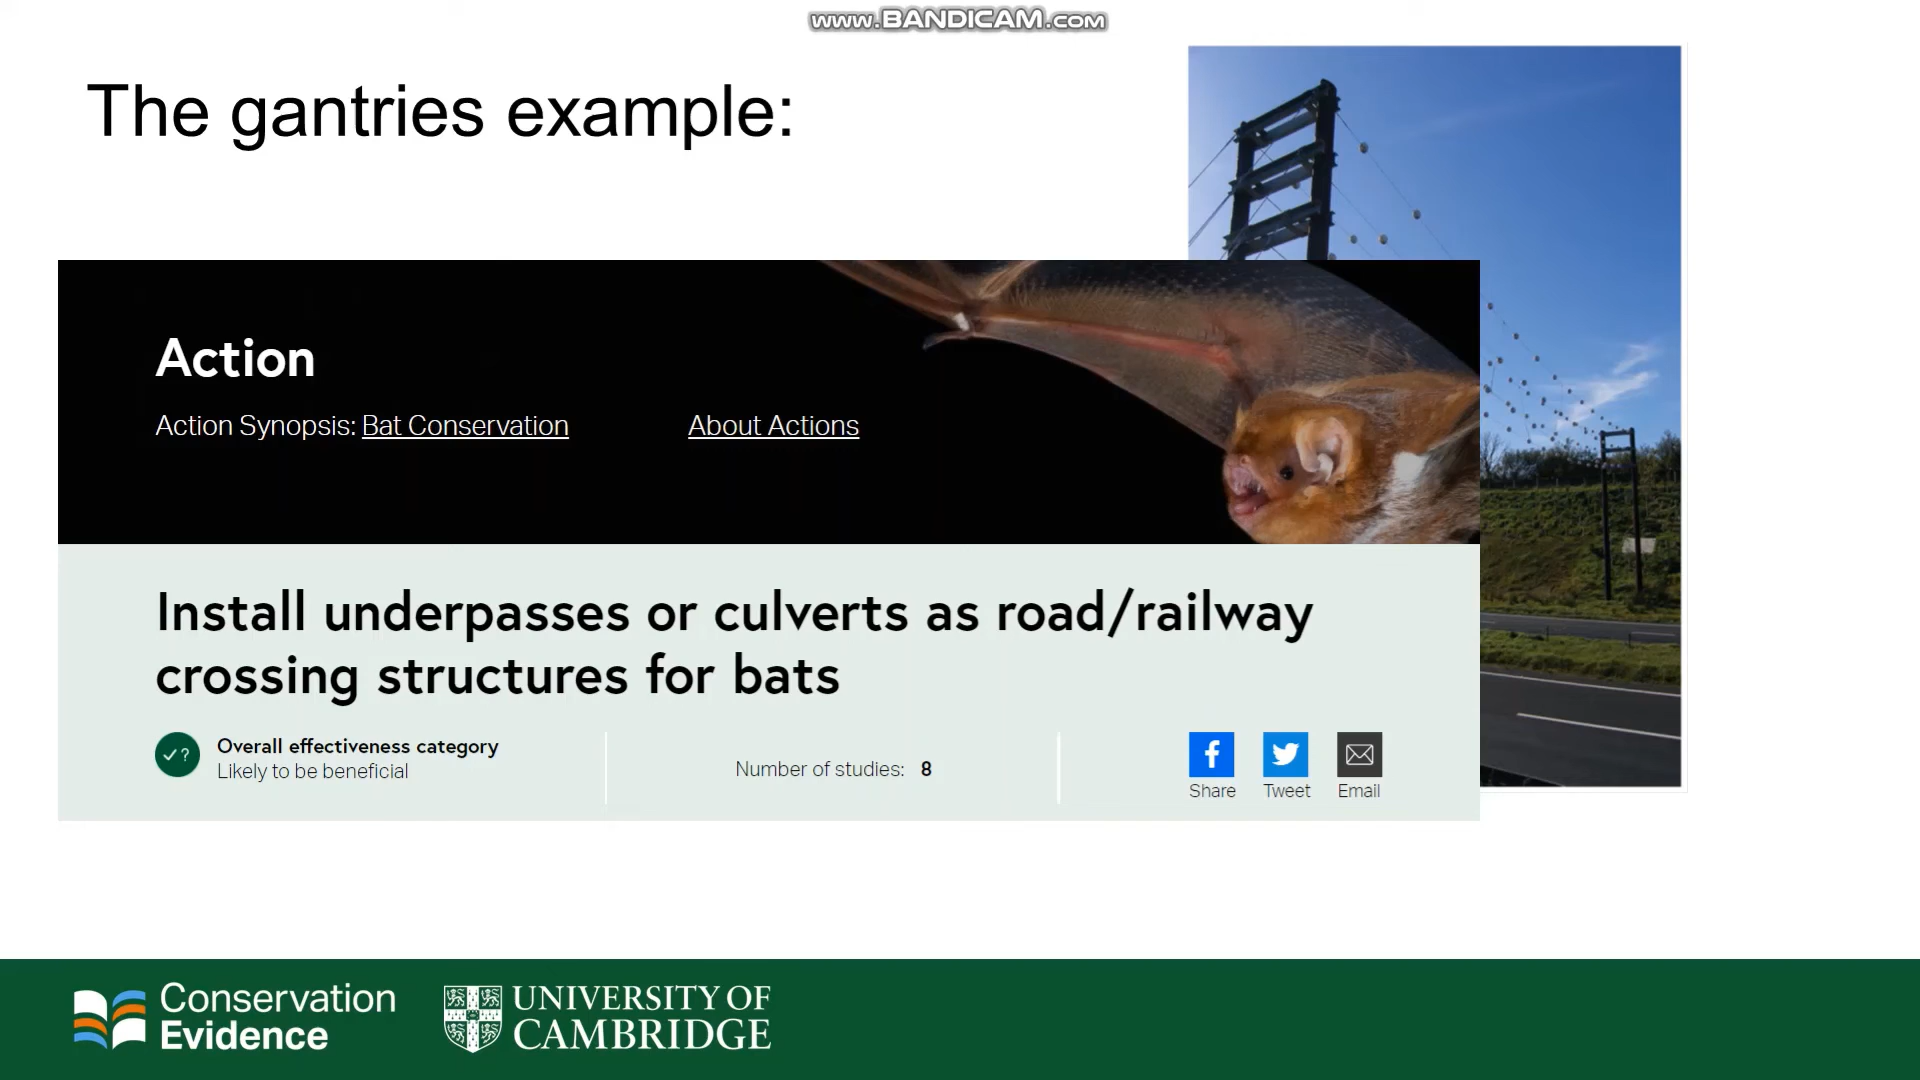 www.BANDICAM.com
The gantries example:
Action
Action Synopsis: Bat Conservation About Actions
Install underpasses or culverts as road/railway
crossing structures for bats
✓?
Overall effectiveness category
Likely to be beneficial
Number of studies: 8
f
Share Tweet Email
Conservation
Evidence
UNIVERSITY OF
CAMBRIDGE